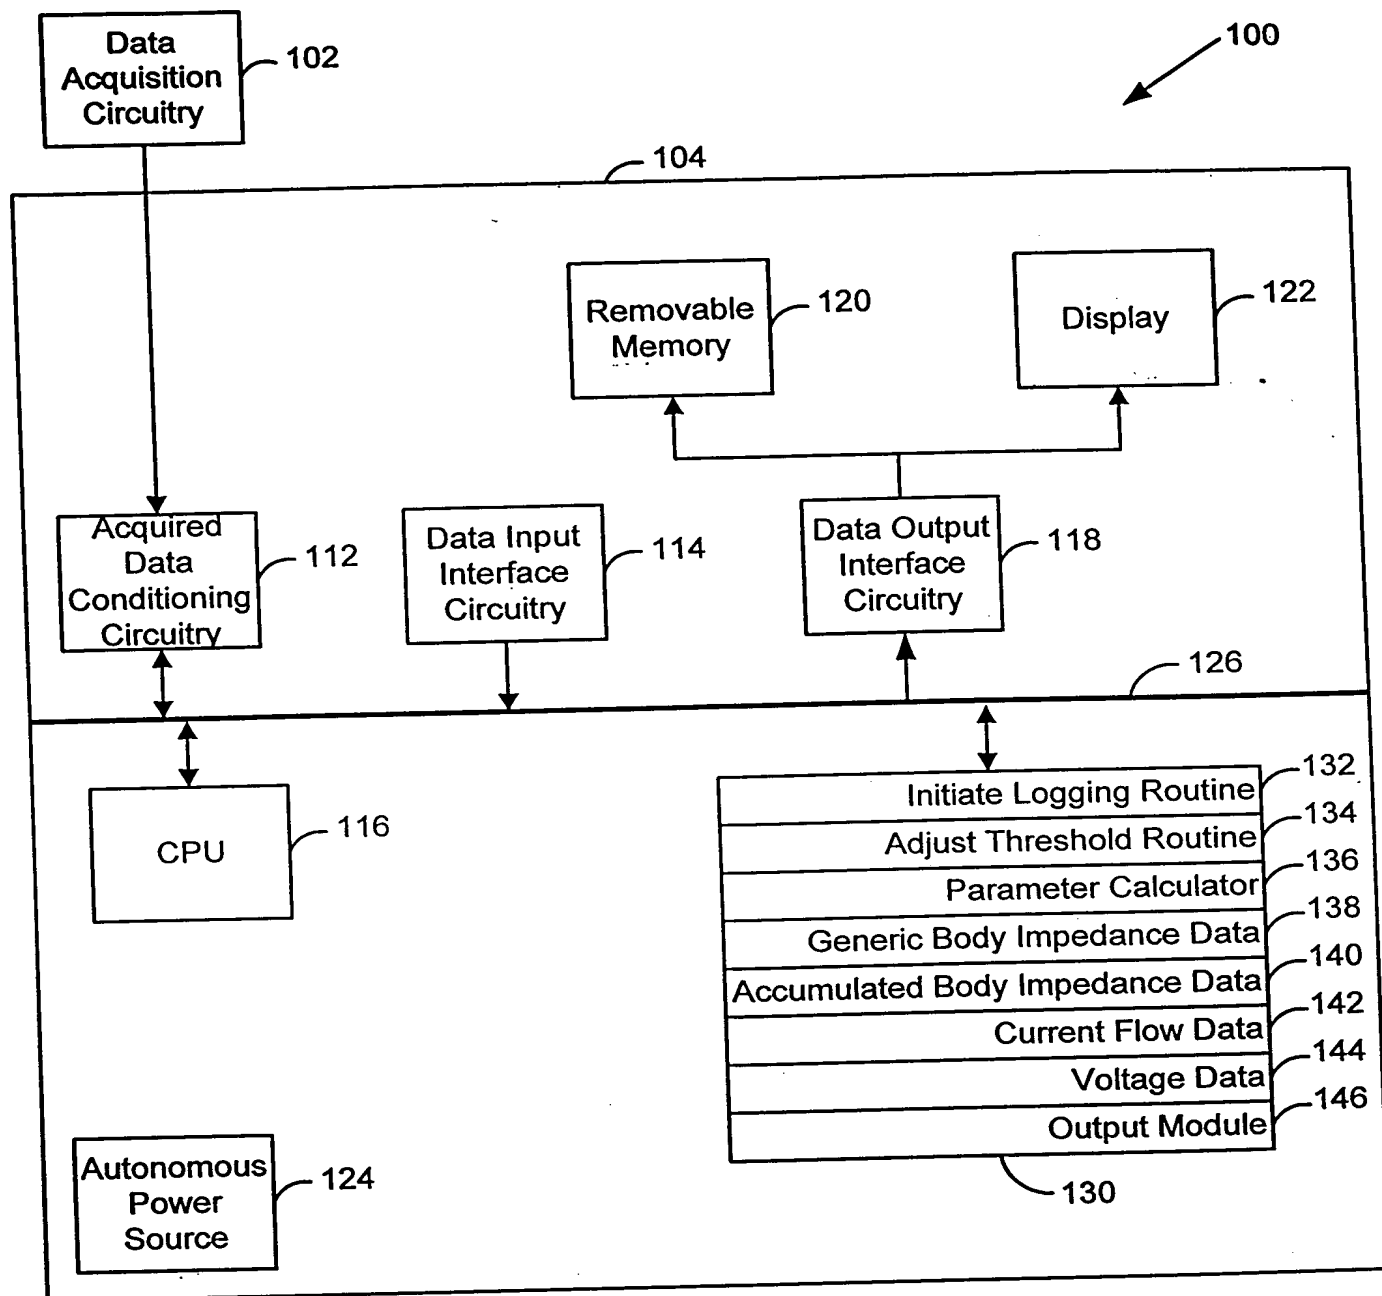 Data
Acquisition
Circuitry
102
100
104
Removable
Memory
120
Display
122
Acquired
Data
Conditioning
Circuitry
112
Data Input
Interface
Circuitry
114
Data Output
Interface
Circuitry
118
126
CPU
116
Initiate Logging Routine
132
Adjust Threshold Routine
134
Parameter Calculator
136
Generic Body Impedance Data
138
Accumulated Body Impedance Data
140
Current Flow Data
142
Voltage Data
144
Output Module
146
130
Autonomous
Power
Source
124